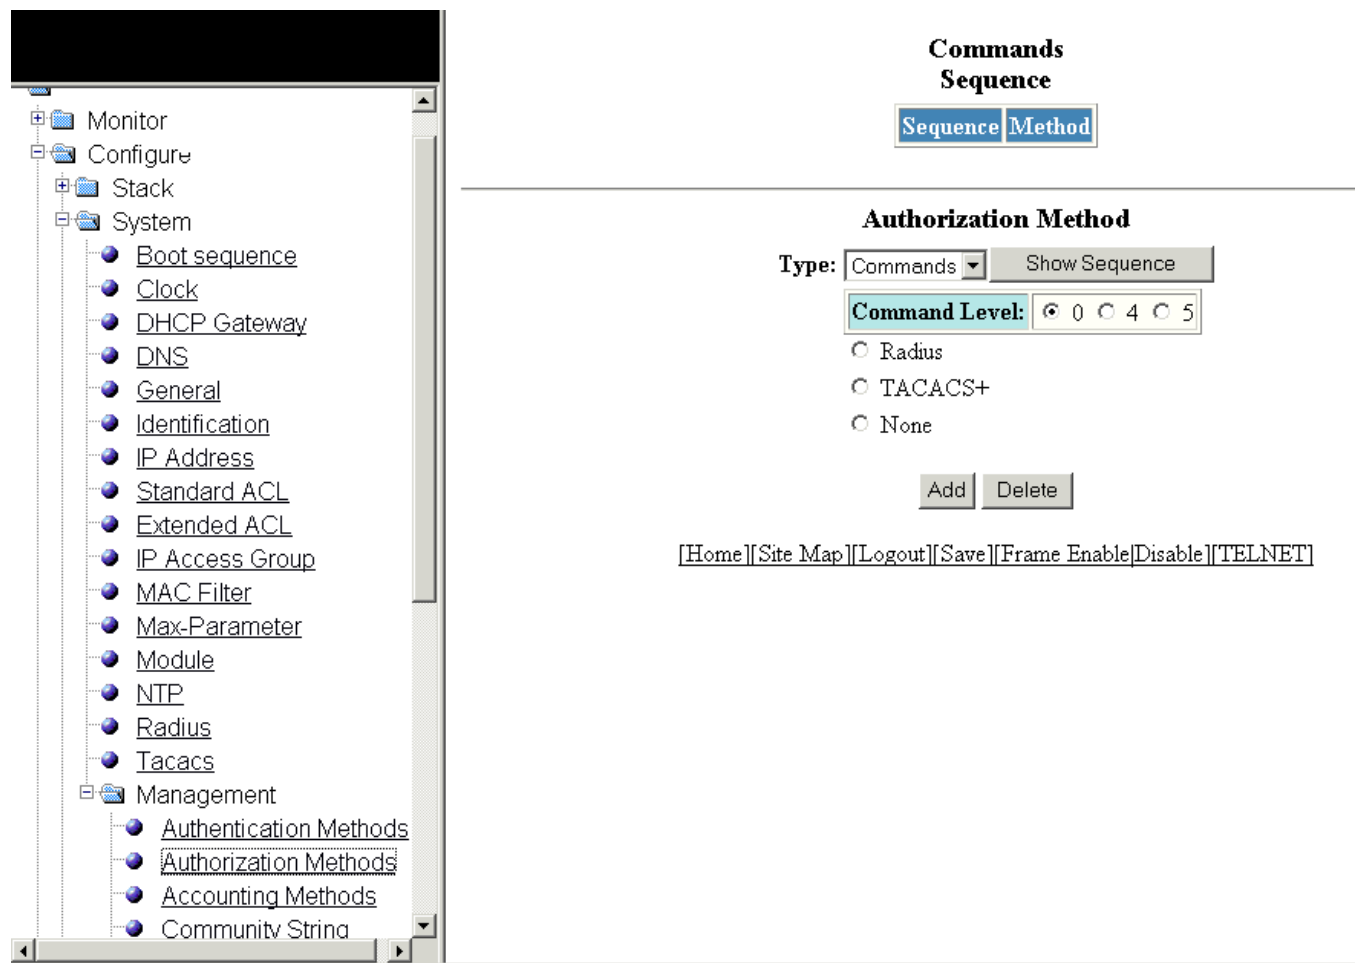 Monitor
Configure
Stack
System
Boot sequence
Clock
DHCP Gateway
DNS
General
Identification
IP Address
Standard ACL
Extended ACL
IP Access Group
MAC Filter
Max-Parameter
Module
NTP
Radius
Tacacs
Management
Authentication Methods
Authorization Methods
Accounting Methods
Community String
Commands
Sequence
Sequence Method
Authorization Method
Type: Commands Show Sequence
Command Level: 0 4 5
Radius
TACACS+
None
Add Delete
[Home][Site Map][Logout][Save][Frame Enable|Disable][TELNET]